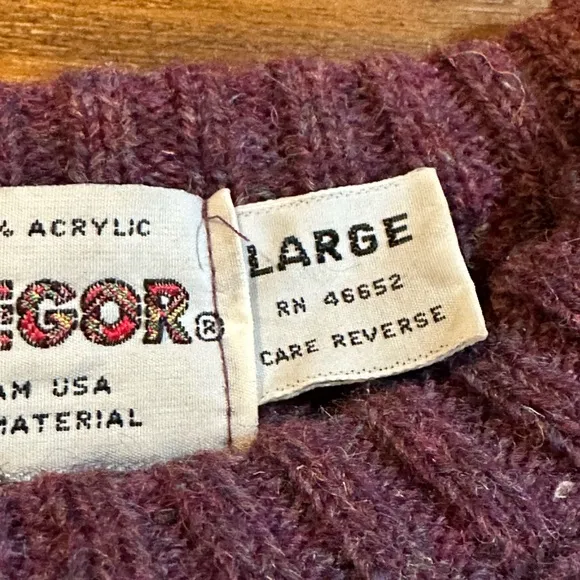 % ACRYLIC
EGOR®
AM USA
MATERIAL
LARGE
RN 46652
CARE REVERSE